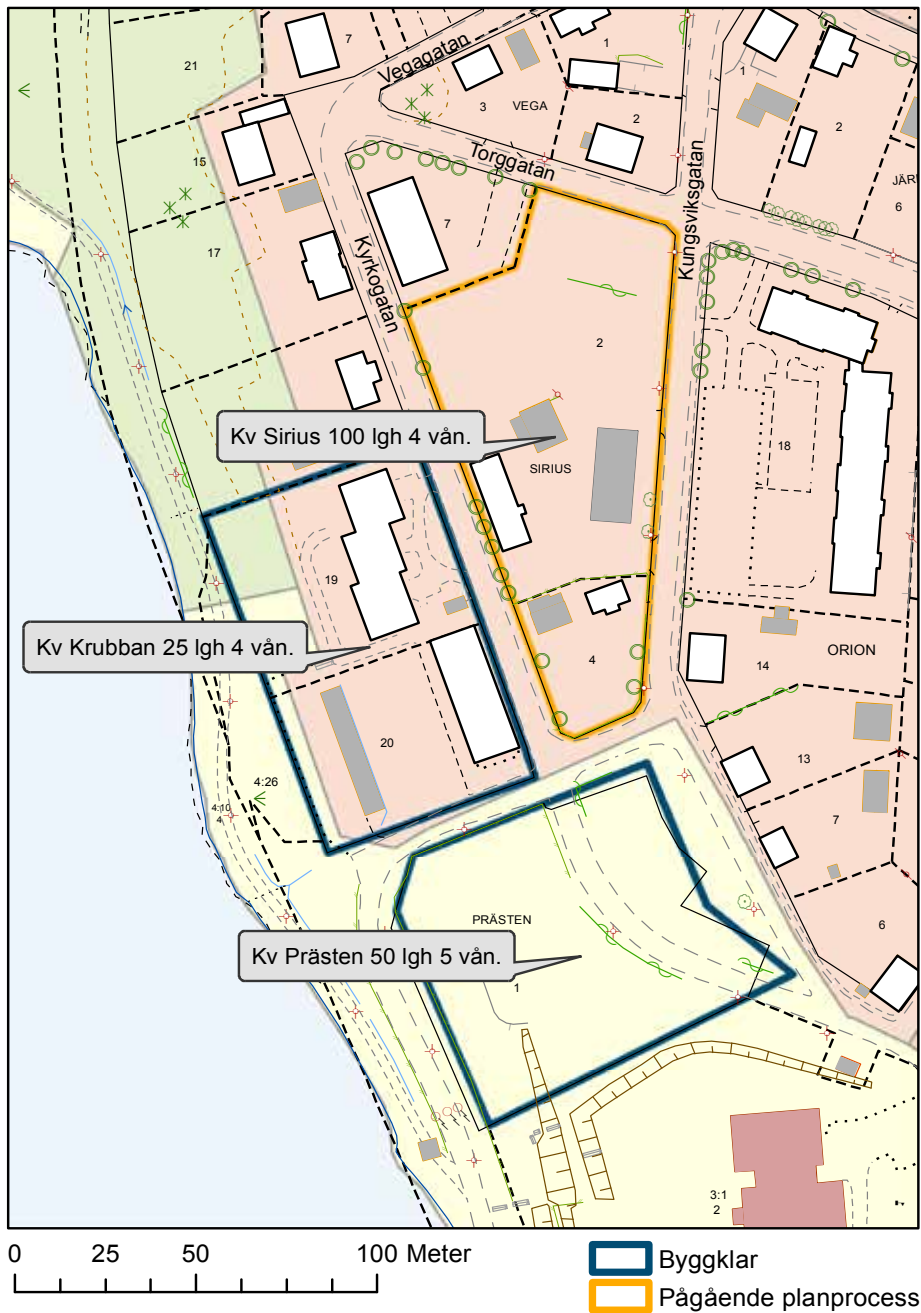 21
7
Vegagatan
1
1
3 VEGA
2
2
15
Torggatan
JÄR
6
17
7
Kyrkogatan
Kungsviksgatan
2
Kv Sirius 100 lgh 4 vån.
SIRIUS
18
19
Kv Krubban 25 lgh 4 vån.
4
14
ORION
20
13
4:26
4:10
4
7
PRÄSTEN
6
Kv Prästen 50 lgh 5 vån.
1
3:1
2
0 25 50 100 Meter
Byggklar
Pågående planprocess